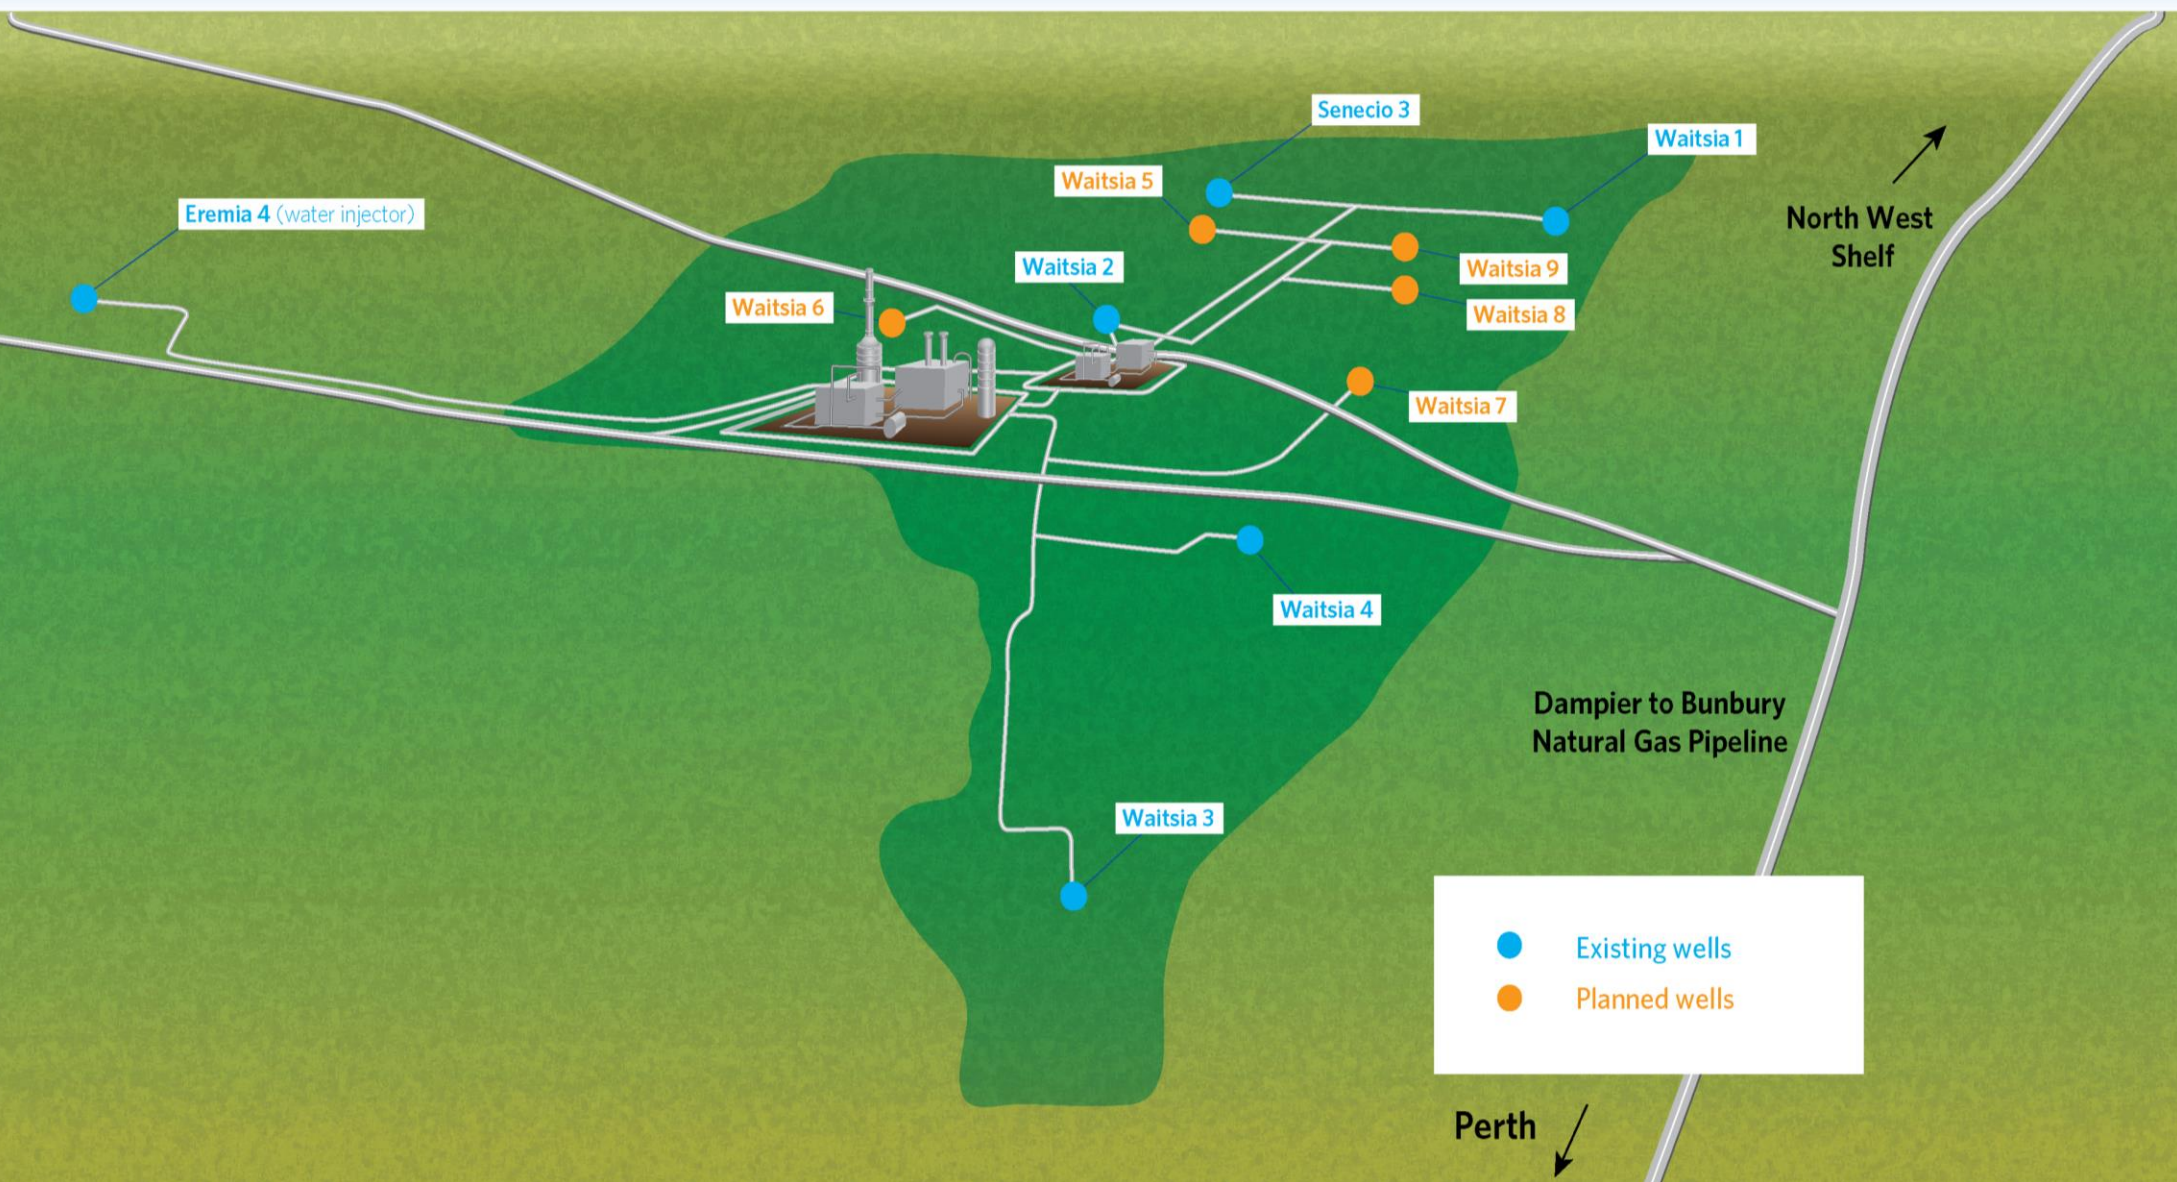 Senecio 3
Waitsia 1
Waitsia 5
Eremia 4 (water injector)
North West
Shelf
Waitsia 2
Waitsia 9
Waitsia 6
Waitsia 8
Waitsia 7
Waitsia 4
Dampier to Bunbury
Natural Gas Pipeline
Waitsia 3
Existing wells
Planned wells
Perth